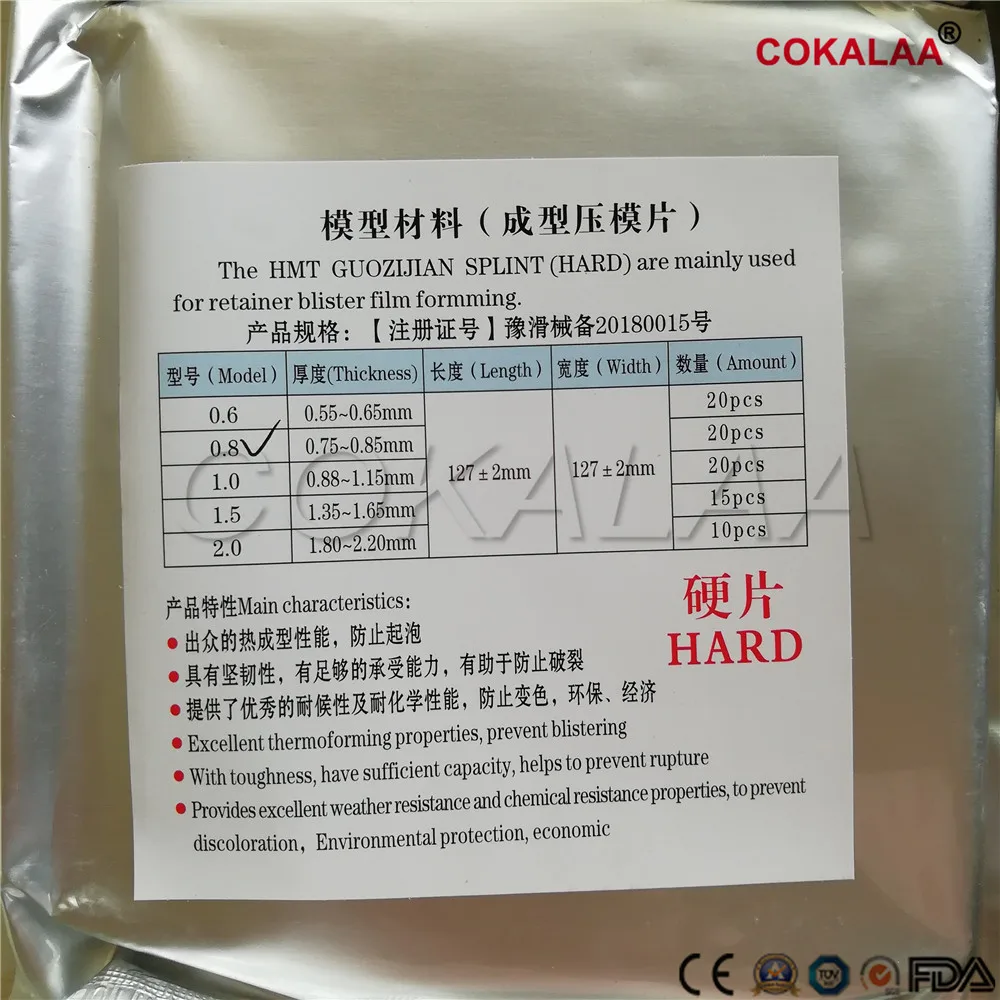 COKALAA®
模型材料（成型压模片）
The HMT GUOZIJIAN SPLINT (HARD) are mainly used
for retainer blister film formming.
产品规格：【注册证号】豫滑械备20180015号
型号（Model） 厚度(Thickness) 长度（Length） 宽度（Width） 数量（Amount）
0.6 0.55~0.65mm 127±2mm 127±2mm 20pcs
0.8 0.75~0.85mm 20pcs
1.0 0.88~1.15mm 20pcs
1.5 1.35~1.65mm 15pcs
2.0 1.80~2.20mm 10pcs
COKALAA
硬片
HARD
产品特性Main characteristics:
• 出众的热成型性能，防止起泡
• 具有坚韧性，有足够的承受能力，有助于防止破裂
• 提供了优秀的耐候性及耐化学性能，防止变色，环保、经济
• Excellent thermoforming properties, prevent blistering
• With toughness, have sufficient capacity, helps to prevent rupture
• Provides excellent weather resistance and chemical resistance properties, to prevent
discoloration，Environmental protection, economic
CE TUV SGS FDA